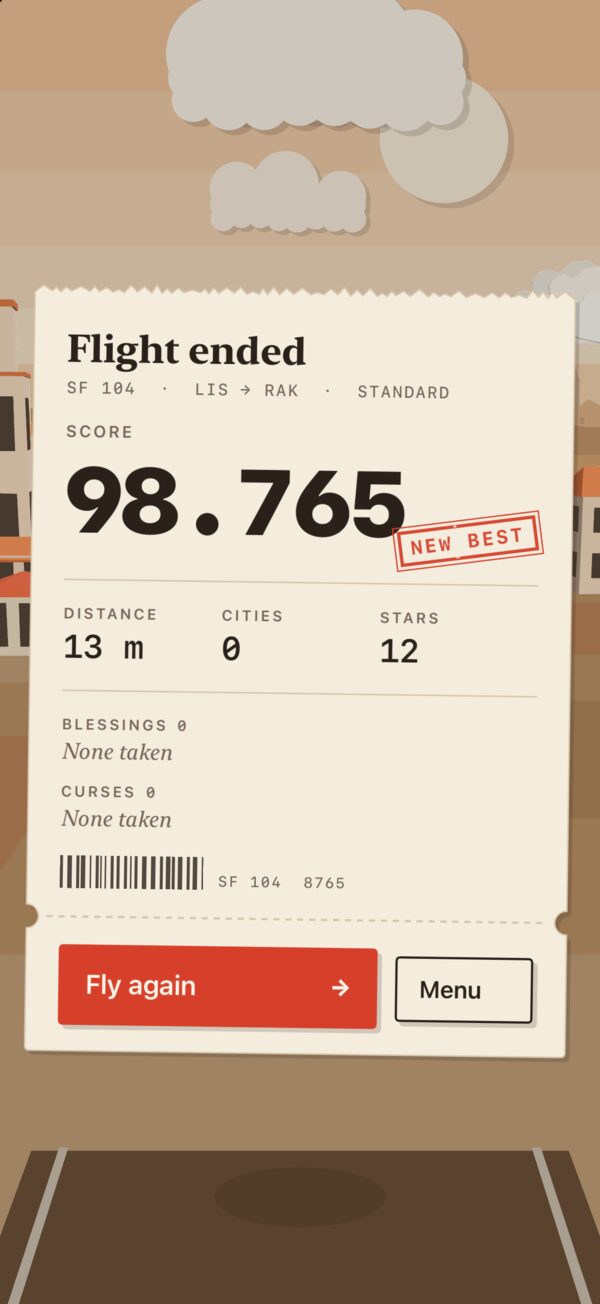 Flight ended
SF 104 · LIS → RAK · STANDARD
SCORE
98.765
NEW BEST
DISTANCE CITIES STARS
13 m 0 12
BLESSINGS 0
None taken
CURSES 0
None taken
SF 104 8765
Fly again →
Menu